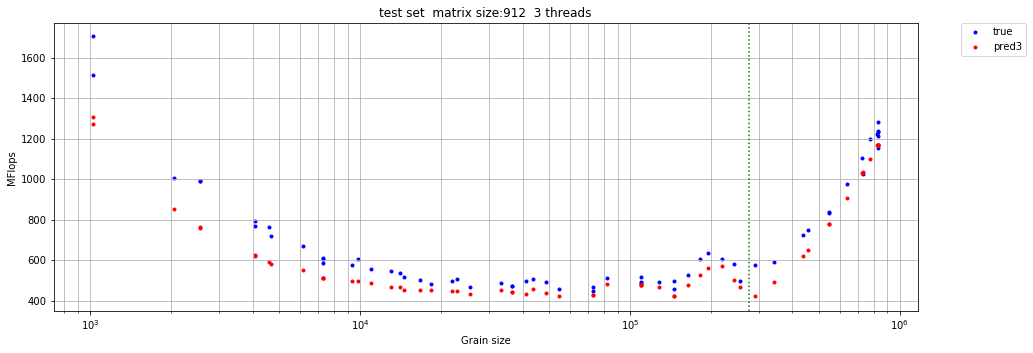 test set  matrix size:912  3 threads
true
pred3
MFlops
1600
1400
1200
1000
800
600
400
10³
10⁴
10⁵
10⁶
Grain size